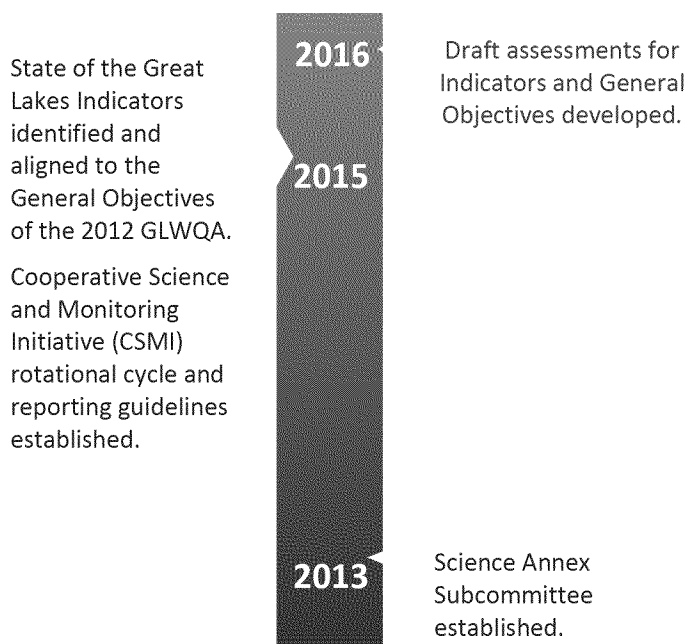 2016
Draft assessments for
Indicators and General
Objectives developed.
State of the Great
Lakes Indicators
identified and
aligned to the
General Objectives
of the 2012 GLWQA.
2015
Cooperative Science
and Monitoring
Initiative (CSMI)
rotational cycle and
reporting guidelines
established.
2013
Science Annex
Subcommittee
established.